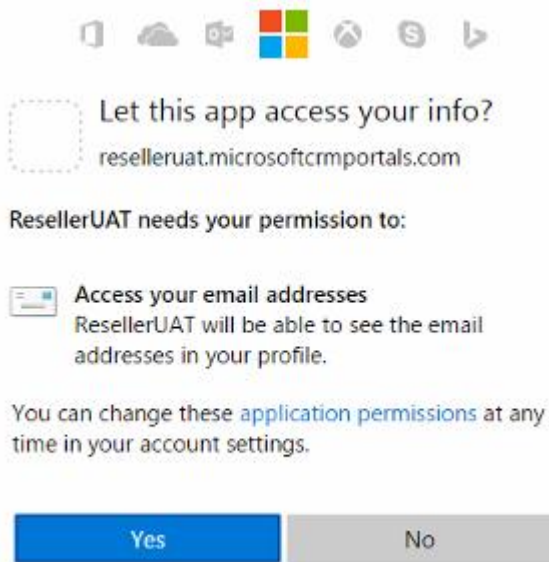 Let this app access your info?
reselleruat.microsoftcrmportals.com
ResellerUAT needs your permission to:
Access your email addresses
ResellerUAT will be able to see the email
addresses in your profile.
You can change these application permissions at any
time in your account settings.
Yes
No